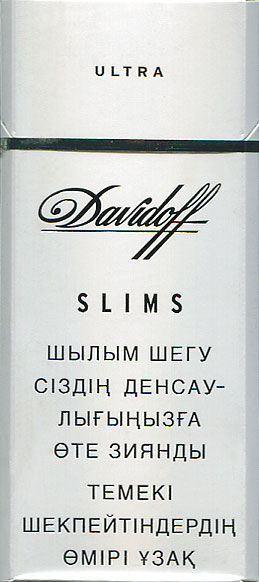 ULTRA
Davidoff
SLIMS
ШЫЛЫМ ШЕГУ
СІЗДІҢ ДЕНСАУ-
ЛЫҒЫҢЫЗҒА
ӨТЕ ЗИЯНДЫ
ТЕМЕКІ
ШЕКПЕЙТІНДЕРДІҢ
ӨМІРІ ҰЗАҚ